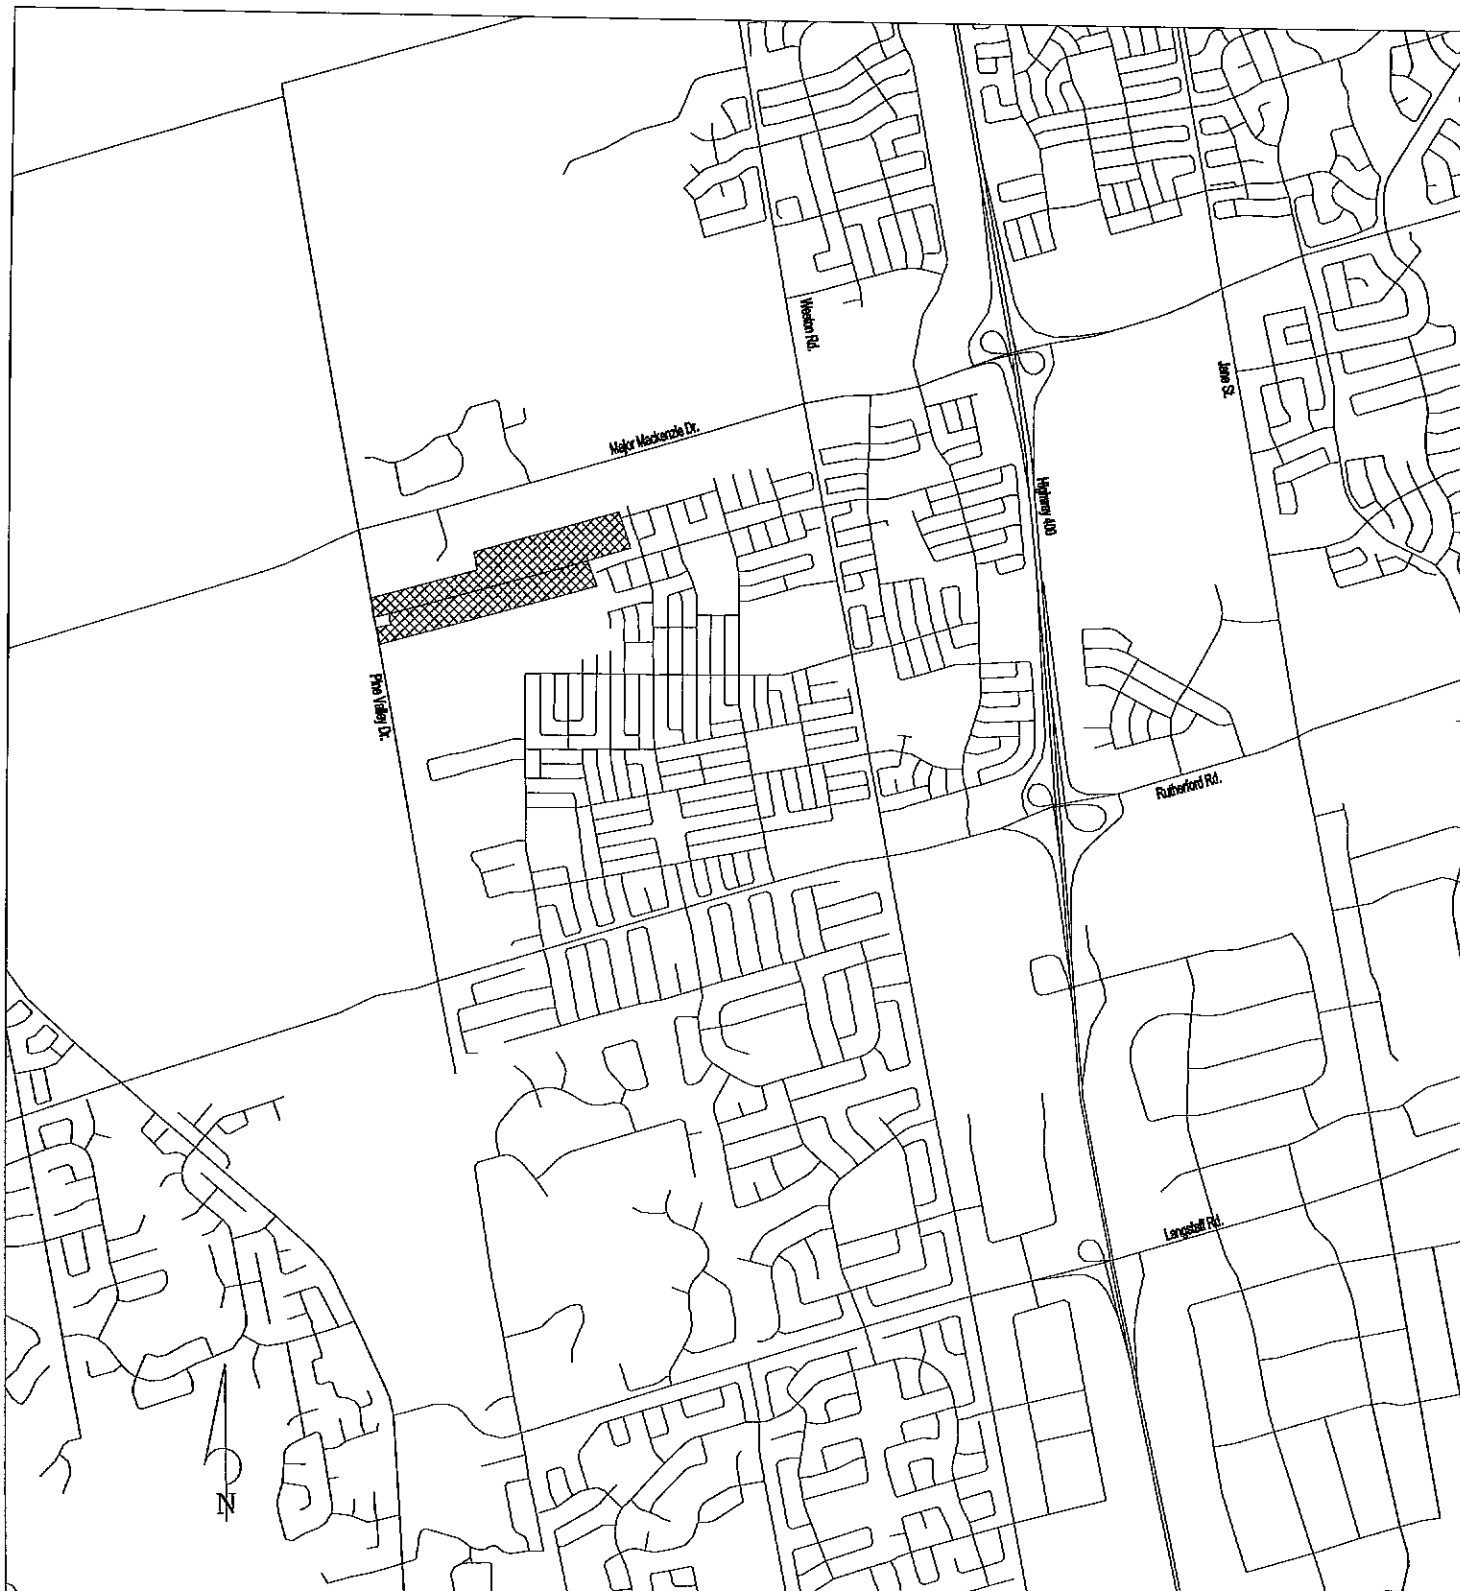 Weston Rd.
Jane St.
Major Mackenzie Dr.
Highway 400
Pine Valley Dr.
Rutherford Rd.
Langstaff Rd.
N